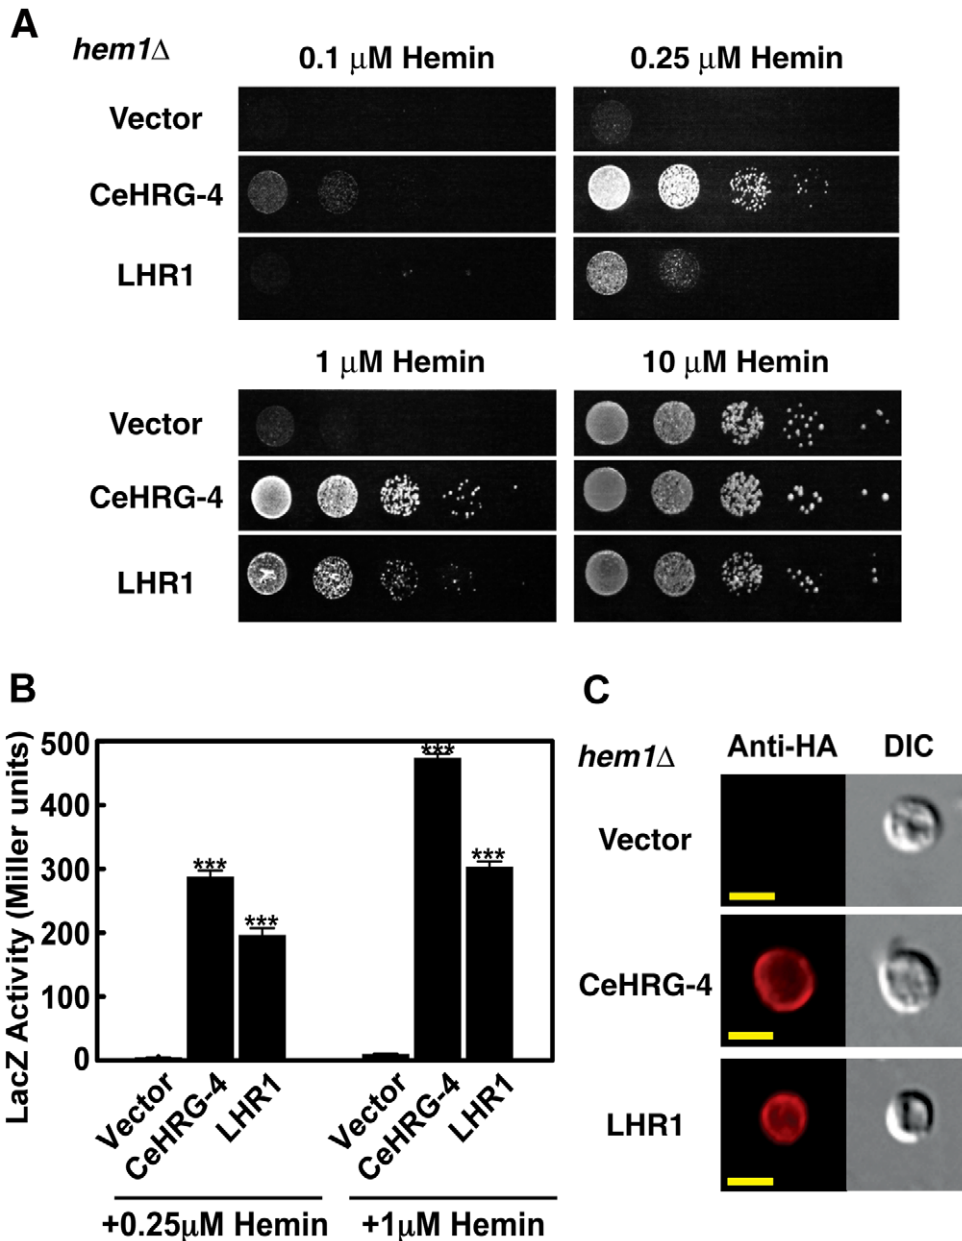 A
hem1Δ
0.1 μM Hemin
0.25 μM Hemin
Vector
CeHRG-4
LHR1
1 μM Hemin
10 μM Hemin
Vector
CeHRG-4
LHR1
B
LacZ Activity (Miller units)
500
400
300
200
100
0
***
***
***
***
Vector
CeHRG-4
LHR1
Vector
CeHRG-4
LHR1
+0.25μM Hemin
+1μM Hemin
C
hem1Δ
Anti-HA
DIC
Vector
CeHRG-4
LHR1